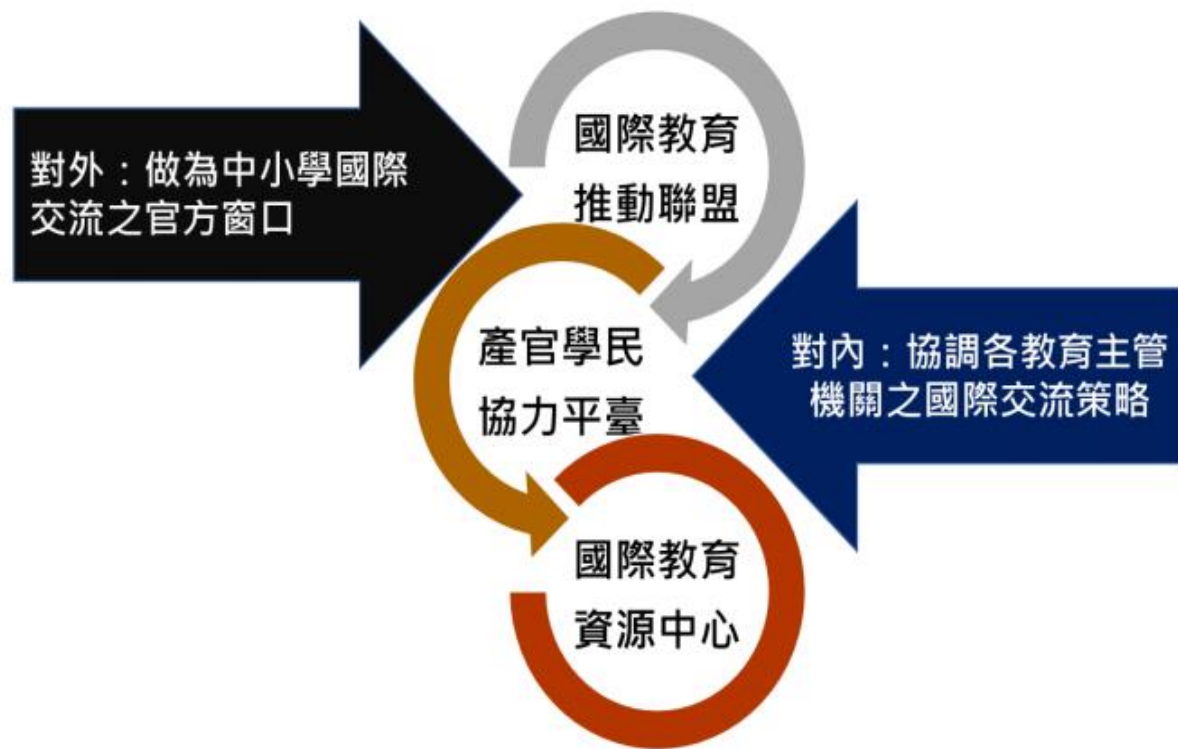 對外：做為中小學國際
交流之官方窗口
國際教育
推動聯盟
產官學民
協力平臺
對內：協調各教育主管
機關之國際交流策略
國際教育
資源中心